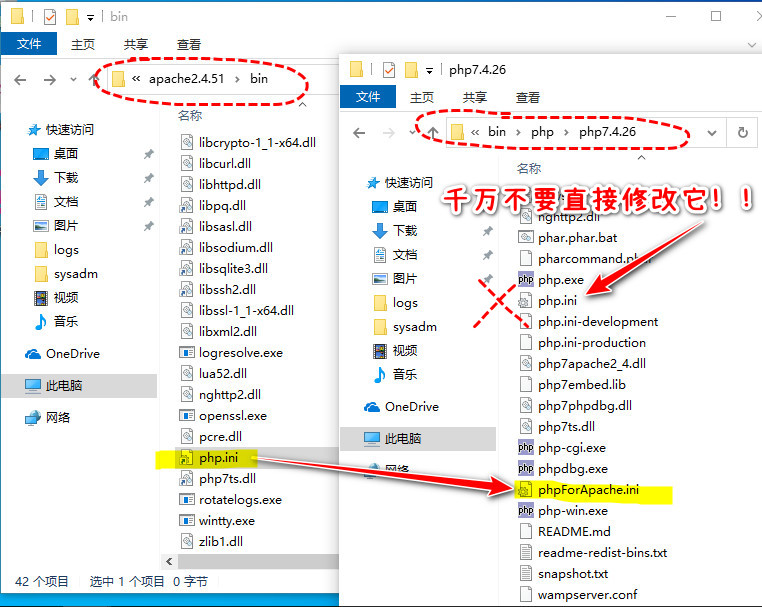 bin
文件 主页 共享 查看
« apache2.4.51 › bin
名称
快速访问
桌面
下载
文档
图片
logs
sysadm
视频
音乐
OneDrive
此电脑
网络
libcrypto-1_1-x64.dll
libcurl.dll
libhttpd.dll
libpq.dll
libsasl.dll
libsodium.dll
libsqlite3.dll
libssh2.dll
libssl-1_1-x64.dll
libxml2.dll
logresolve.exe
lua52.dll
nghttp2.dll
openssl.exe
pcre.dll
php.ini
php7ts.dll
rotatelogs.exe
wintty.exe
zlib1.dll
42 个项目 选中 1 个项目 0 字节
php7.4.26
文件 主页 共享 查看
« bin › php › php7.4.26
名称
千万不要直接修改它！！
快速访问
桌面
下载
文档
图片
logs
sysadm
视频
音乐
OneDrive
此电脑
网络
nghttp2.dll
phar.phar.bat
pharcommand.phar
php php.exe
php.ini
php.ini-development
php.ini-production
php7apache2_4.dll
php7embed.lib
php7phpdbg.dll
php7ts.dll
php php-cgi.exe
php phpdbg.exe
phpForApache.ini
php php-win.exe
README.md
readme-redist-bins.txt
snapshot.txt
wampserver.conf